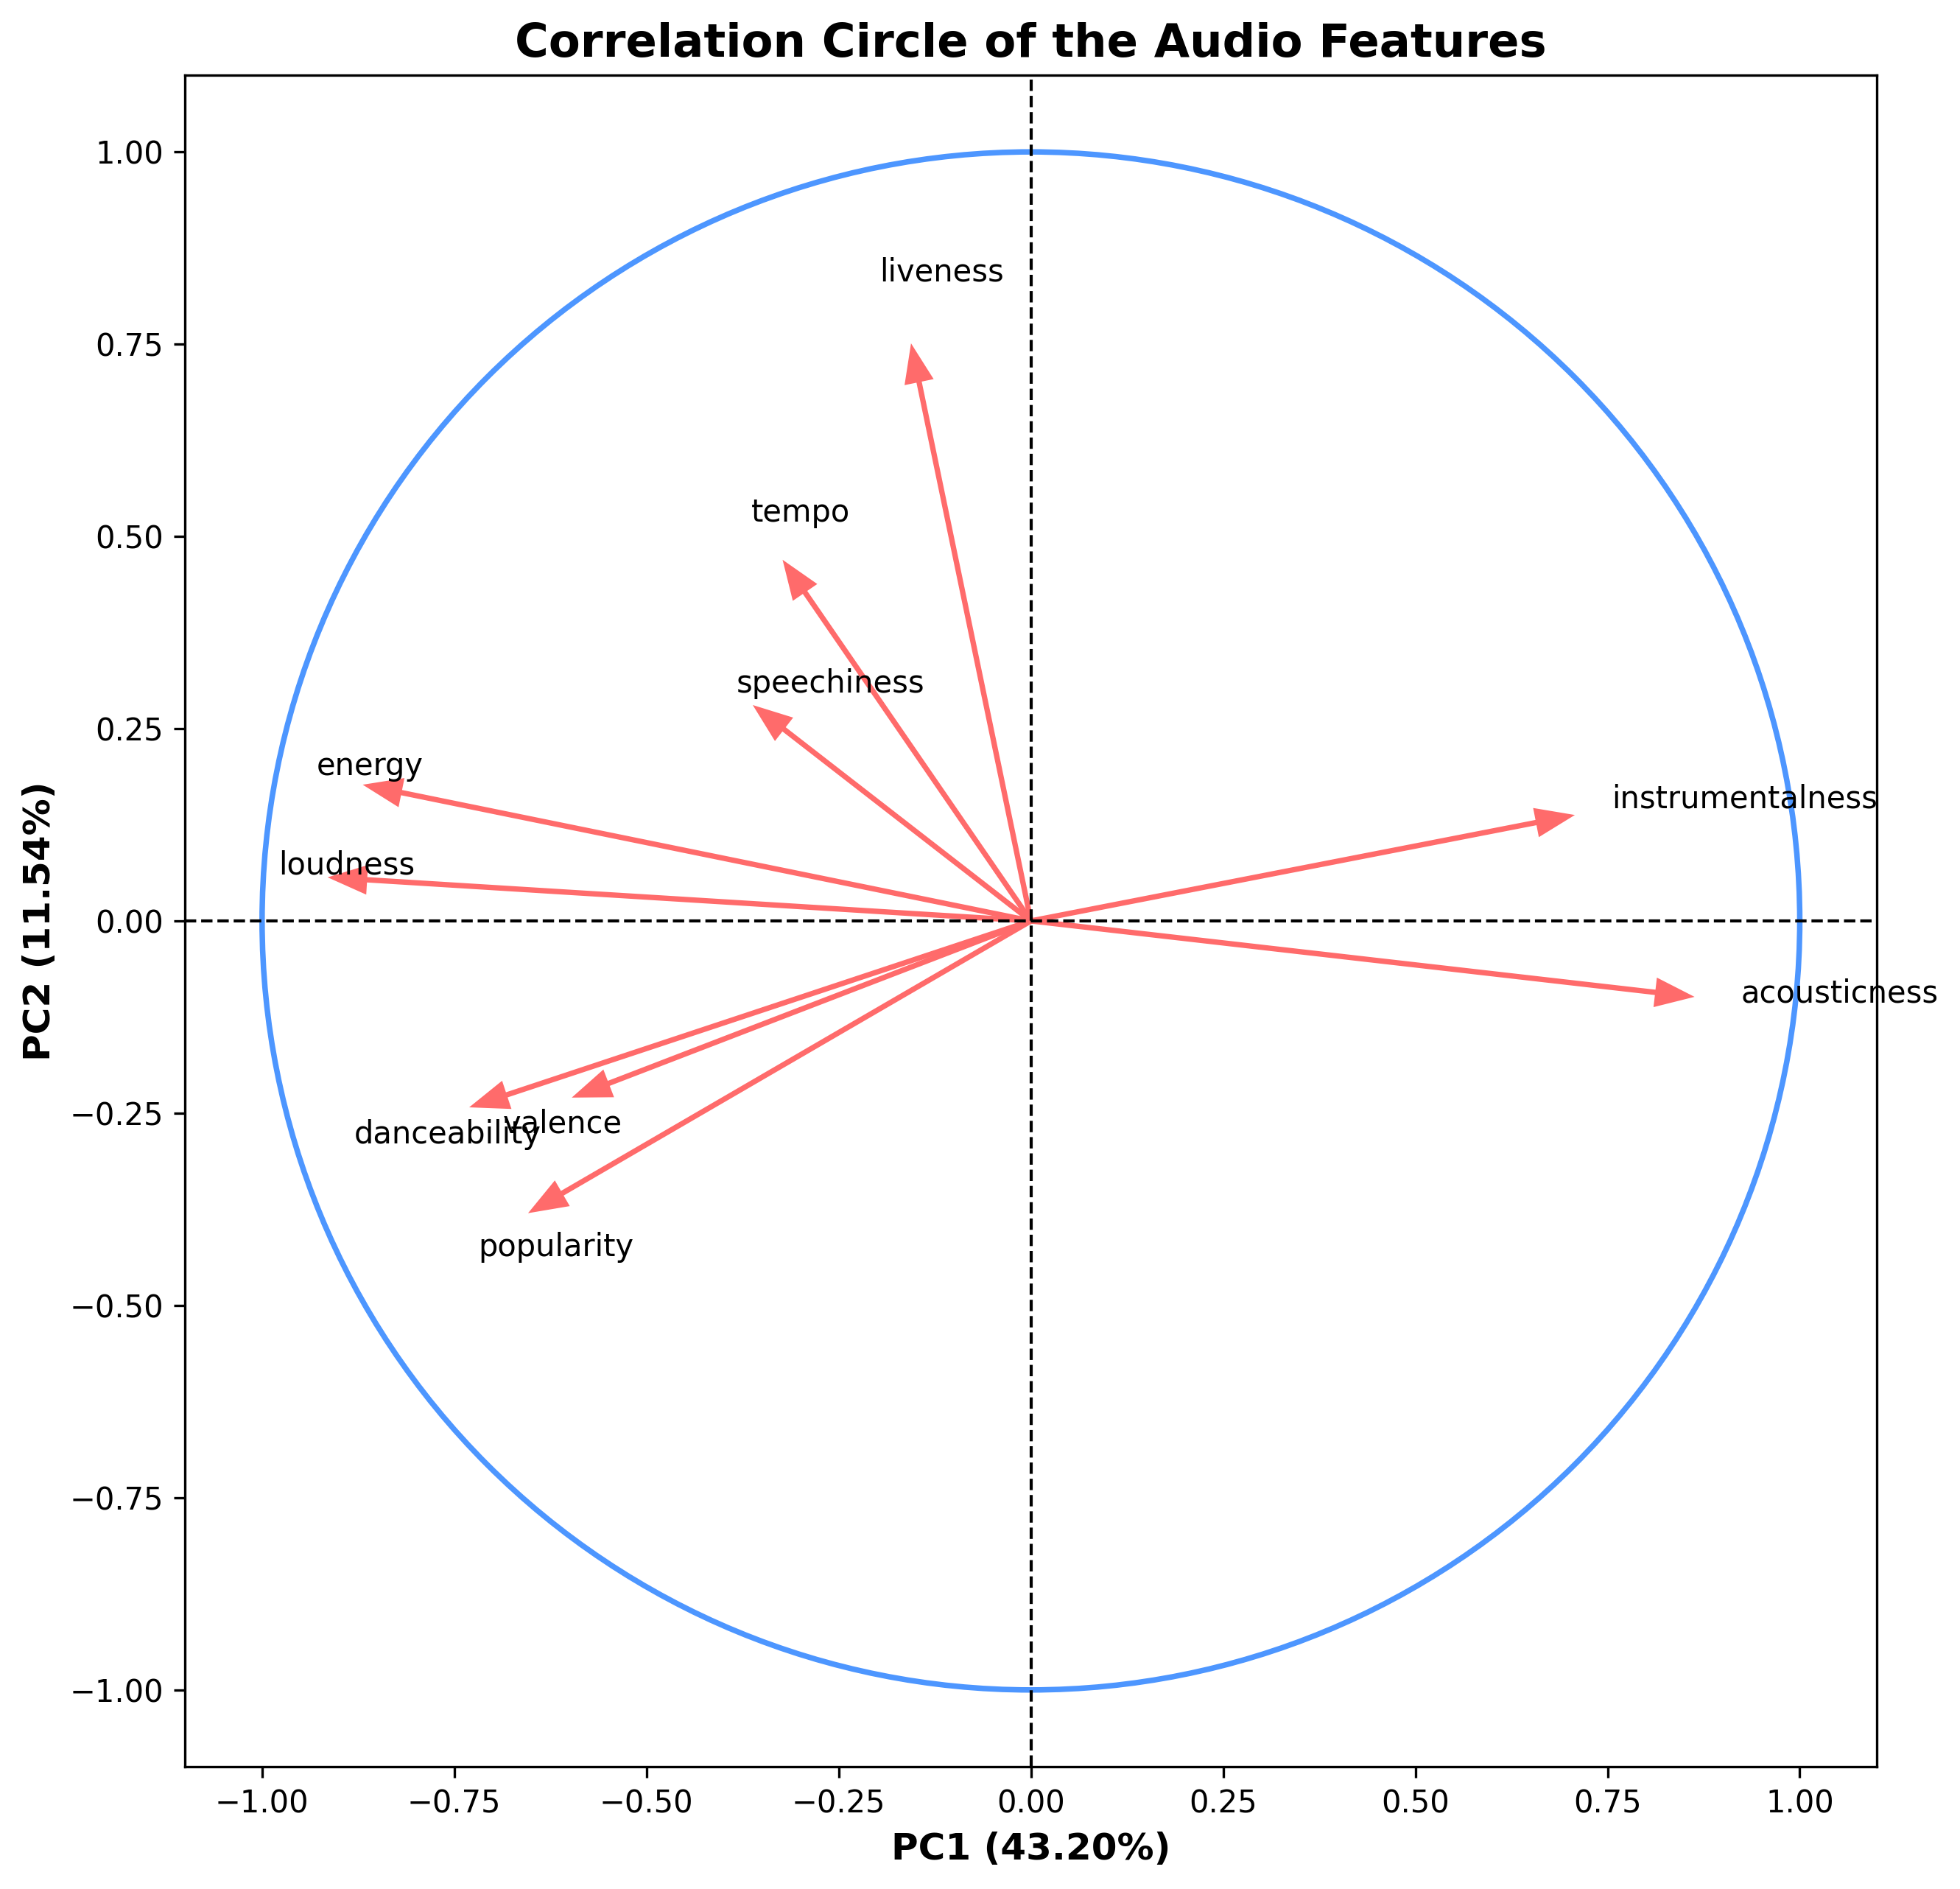 Correlation Circle of the Audio Features
1.00
0.75
0.50
0.25
0.00
−0.25
−0.50
−0.75
−1.00
PC2 (11.54%)
liveness
tempo
speechiness
energy
instrumentalness
loudness
acousticness
valence
danceability
popularity
−1.00 −0.75 −0.50 −0.25 0.00 0.25 0.50 0.75 1.00
PC1 (43.20%)